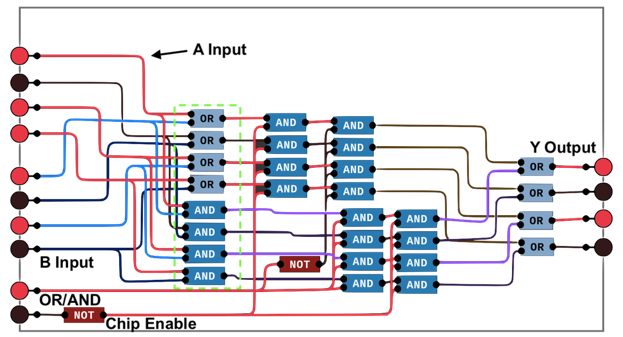 A Input
OR
AND
AND
OR
AND
AND
Y Output
OR
AND
AND
OR
OR
AND
AND
OR
AND
AND
AND
OR
AND
AND
AND
OR
AND
AND
AND
B Input
NOT
AND
AND
AND
OR/AND
NOT
Chip Enable